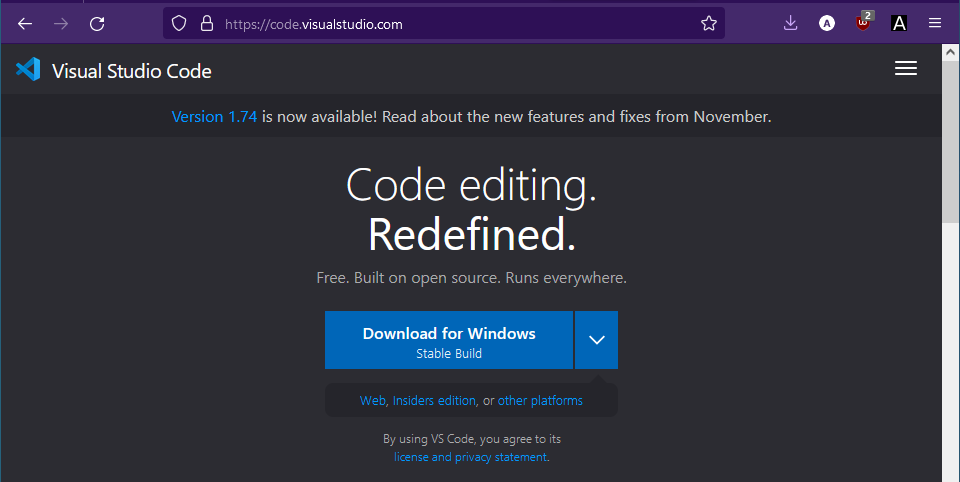 https://code.visualstudio.com
A
2
A
Visual Studio Code
Version 1.74 is now available! Read about the new features and fixes from November.
Code editing.
Redefined.
Free. Built on open source. Runs everywhere.
Download for Windows
Stable Build
Web, Insiders edition, or other platforms
By using VS Code, you agree to its
license and privacy statement.